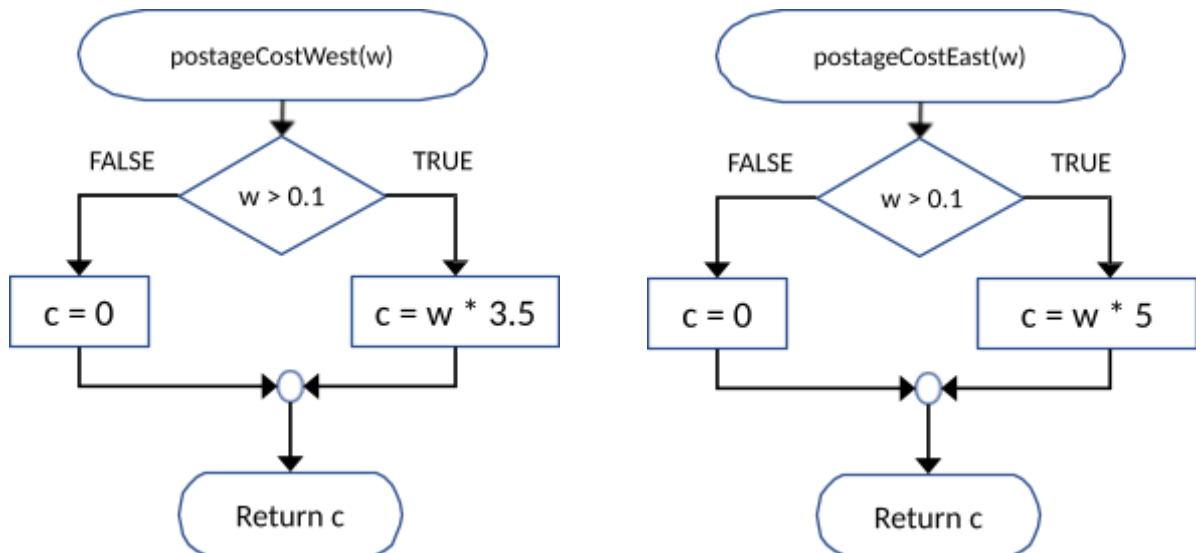 postageCostWest(w)
FALSE
TRUE
w > 0.1
c = 0
c = w * 3.5
Return c
postageCostEast(w)
FALSE
TRUE
w > 0.1
c = 0
c = w * 5
Return c